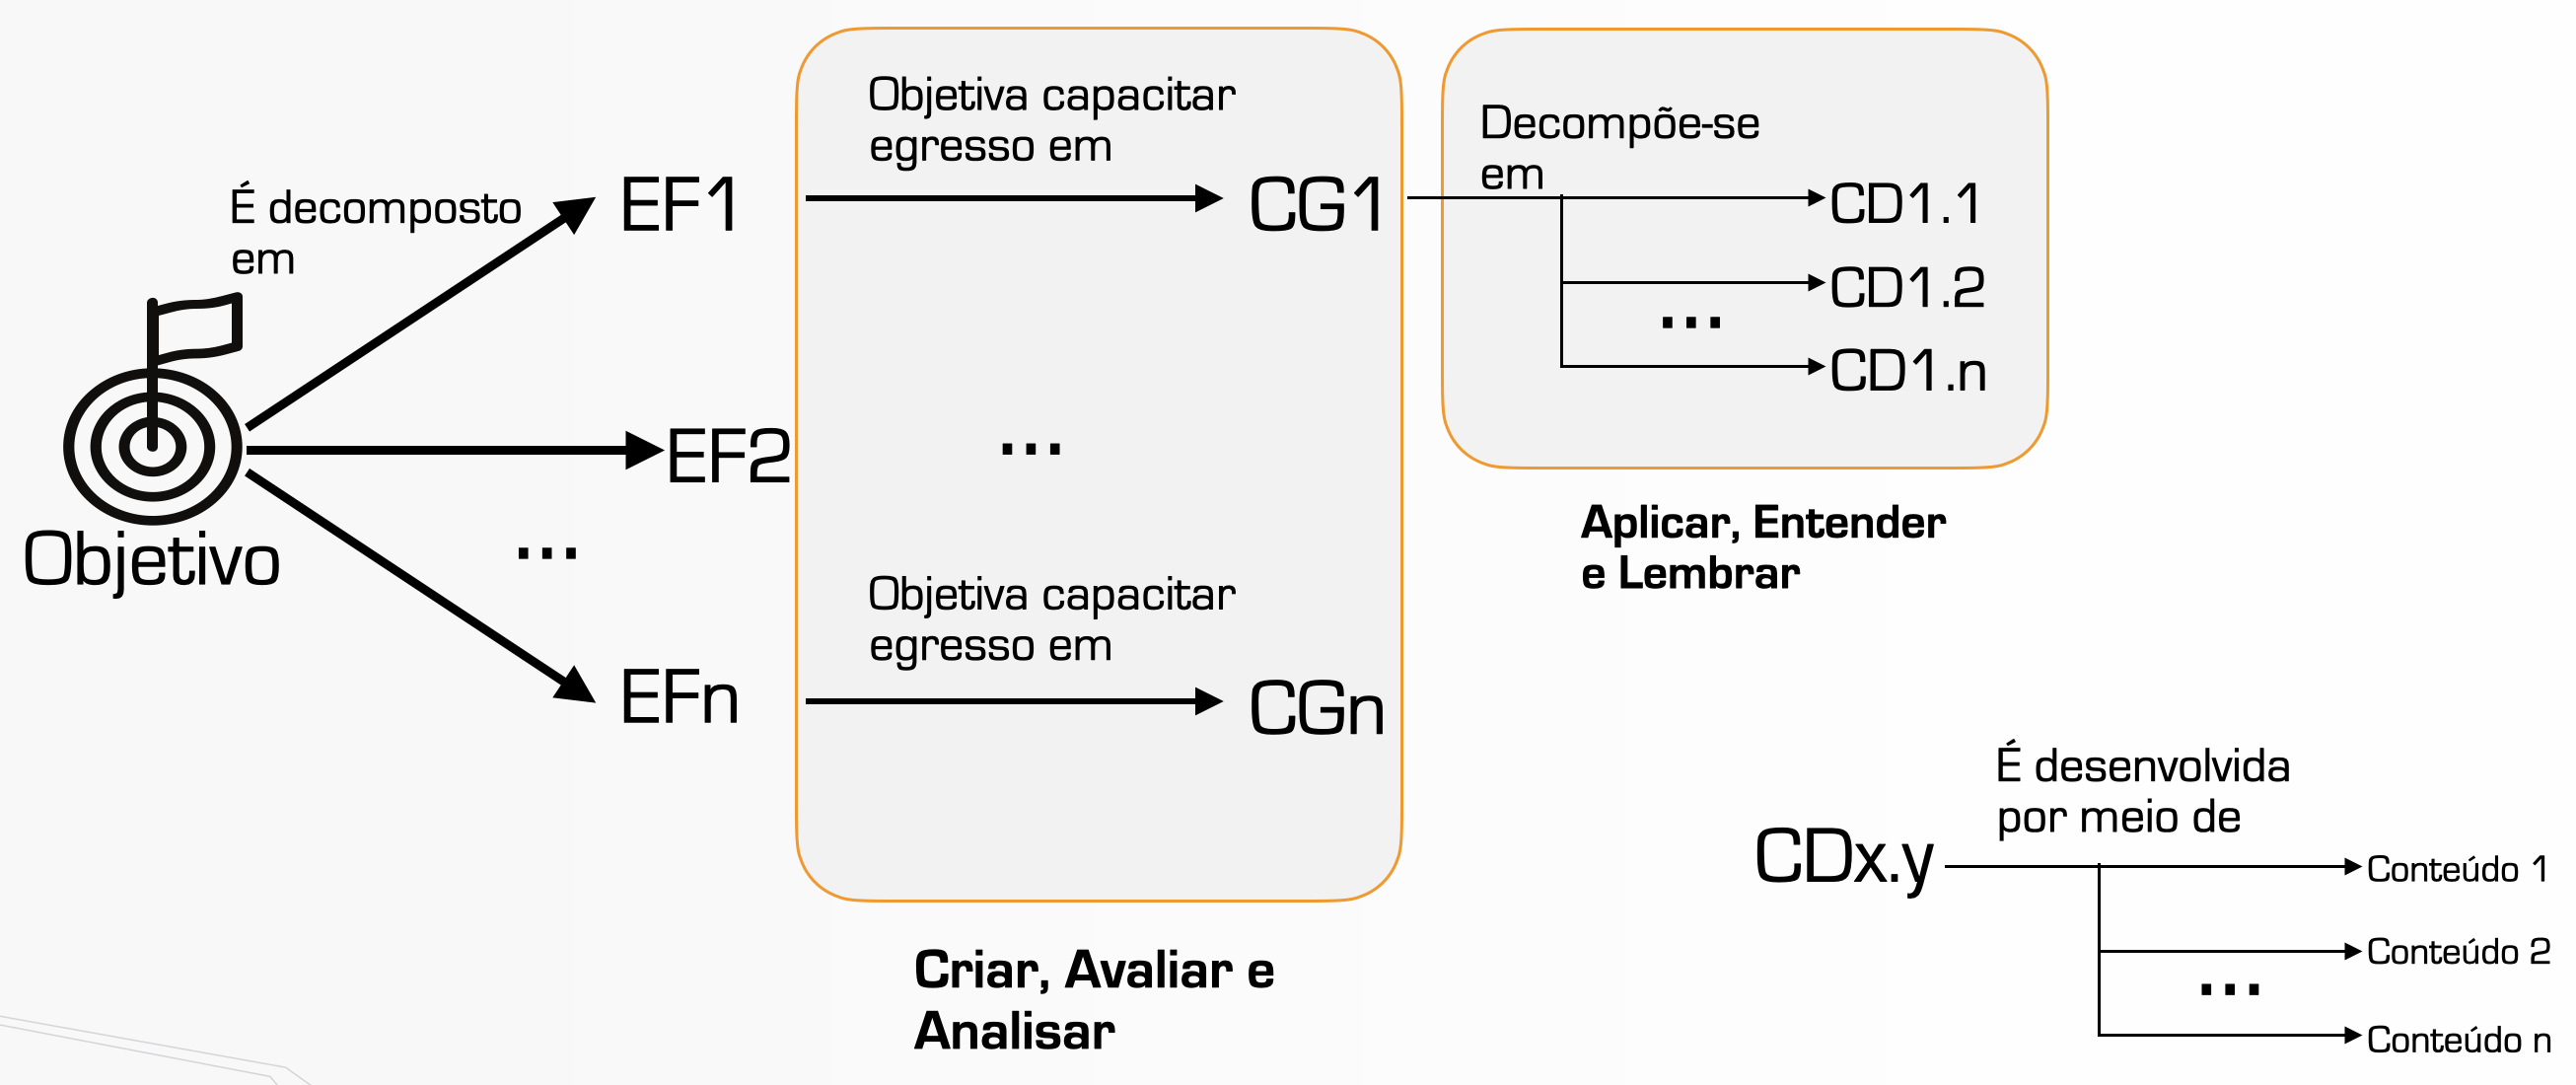 É decomposto
em
Objetivo
EF1
EF2
...
EFn
Objetiva capacitar
egresso em
CG1
...
Objetiva capacitar
egresso em
CGn
Criar, Avaliar e
Analisar
Decompõe-se
em
CD1.1
CD1.2
...
CD1.n
Aplicar, Entender
e Lembrar
É desenvolvida
por meio de
CDx.y
Conteúdo 1
Conteúdo 2
...
Conteúdo n